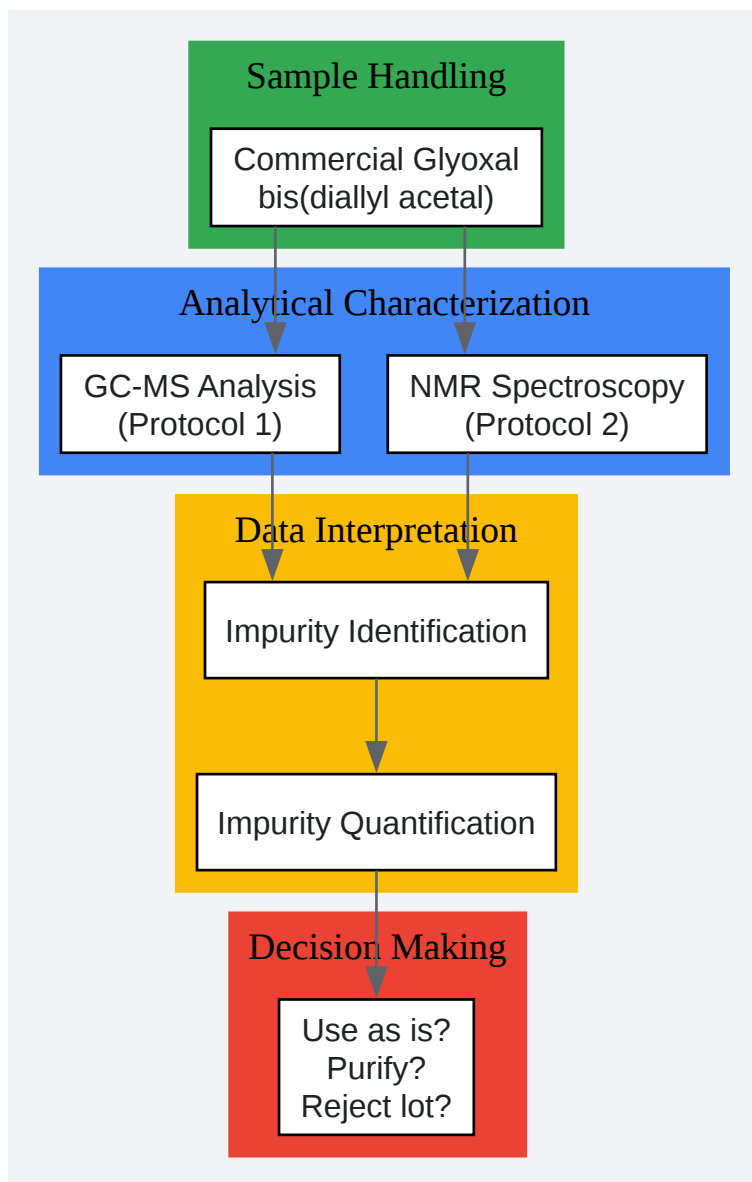 Sample Handling
Commercial Glyoxal
bis(diallyl acetal)
Analytical Characterization
GC-MS Analysis
(Protocol 1)
NMR Spectroscopy
(Protocol 2)
Data Interpretation
Impurity Identification
Impurity Quantification
Decision Making
Use as is?
Purify?
Reject lot?